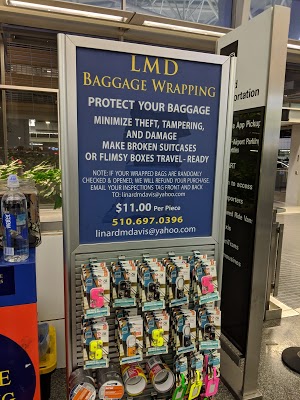 LMD
BAGGAGE WRAPPING
PROTECT YOUR BAGGAGE
MINIMIZE THEFT, TAMPERING,
AND DAMAGE
MAKE BROKEN SUITCASES
OR FLIMSY BOXES TRAVEL - READY
NOTE: IF YOUR WRAPPED BAGS ARE RANDOMLY
CHECKED & OPENED, WE WILL REFUND YOUR PURCHASE.
EMAIL YOUR INSPECTIONS TAG FRONT AND BACK
TO: linardmdavis@yahoo.com
$11.00 Per Piece
510.697.0396
linardmdavis@yahoo.com
App Pickup